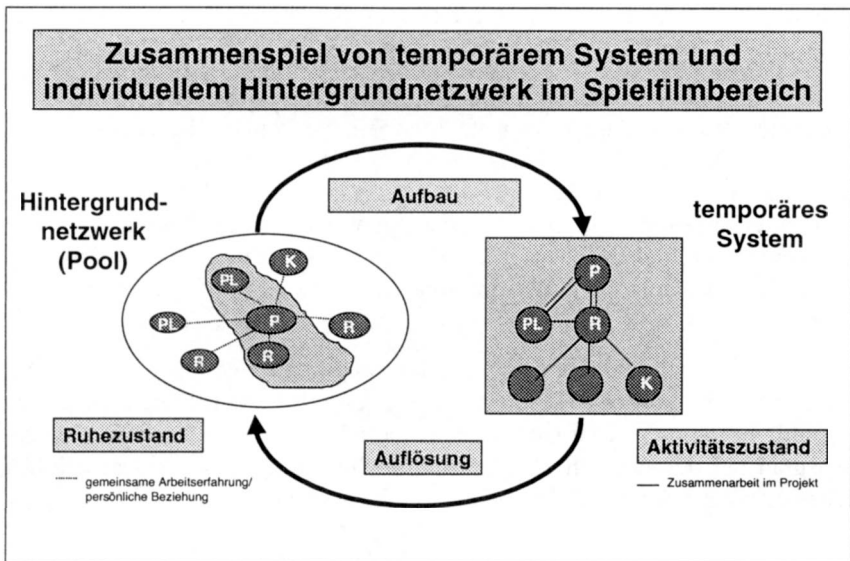 Zusammenspiel von temporärem System und
individuellem Hintergrundnetzwerk im Spielfilmbereich
Hintergrund-
netzwerk
(Pool)
Aufbau
temporäres
System
PL
K
PL
P
R
R
R
P
PL
R
K
Ruhezustand
Auflösung
Aktivitätszustand
gemeinsame Arbeitserfahrung/
persönliche Beziehung
Zusammenarbeit im Projekt